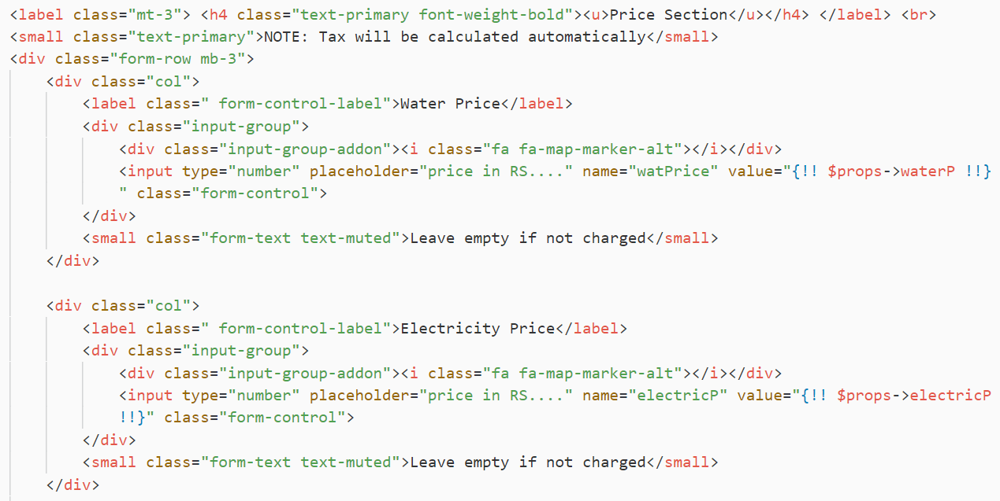 <label class="mt-3"> <h4 class="text-primary font-weight-bold"><u>Price Section</u></h4> </label> <br>
<small class="text-primary">NOTE: Tax will be calculated automatically</small>
<div class="form-row mb-3">
    <div class="col">
        <label class=" form-control-label">Water Price</label>
        <div class="input-group">
            <div class="input-group-addon"><i class="fa fa-map-marker-alt"></i></div>
            <input type="number" placeholder="price in RS...." name="watPrice" value="{!! $props->waterP !!}
            " class="form-control">
        </div>
        <small class="form-text text-muted">Leave empty if not charged</small>
    </div>

    <div class="col">
        <label class=" form-control-label">Electricity Price</label>
        <div class="input-group">
            <div class="input-group-addon"><i class="fa fa-map-marker-alt"></i></div>
            <input type="number" placeholder="price in RS...." name="electricP" value="{!! $props->electricP
            !!}" class="form-control">
        </div>
        <small class="form-text text-muted">Leave empty if not charged</small>
    </div>